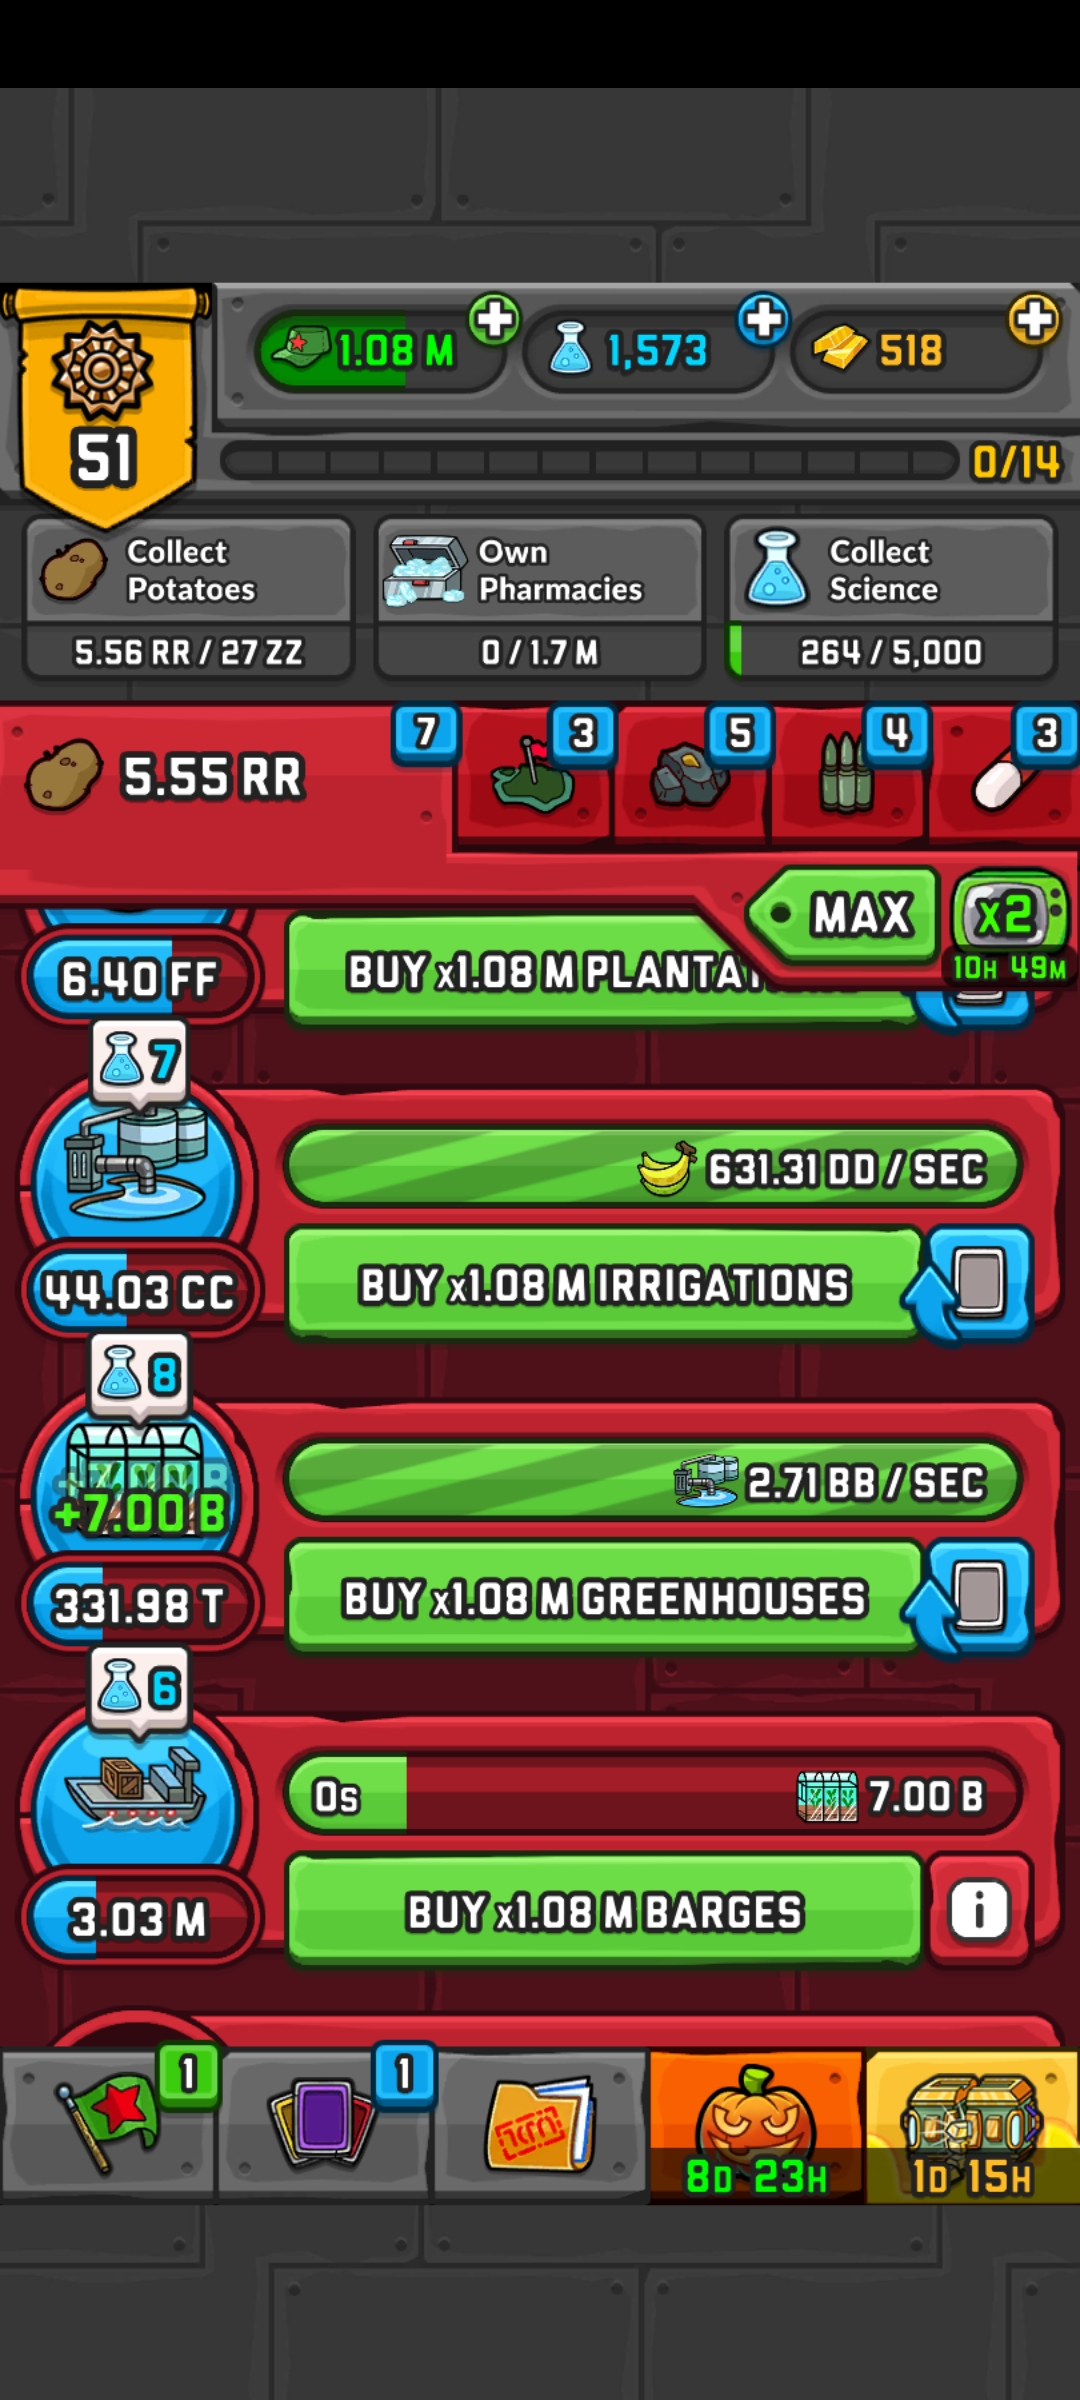 51
1.08 M
1,573
518
0/14
Collect
Potatoes
5.56 RR / 27 ZZ
Own
Pharmacies
0 / 1.7 M
Collect
Science
264 / 5,000
5.55 RR
7
3
5
4
3
MAX
x2
10H 49M
6.40 FF
BUY x1.08 M
7
631.31 DD / SEC
44.03 CC
BUY x1.08 M IRRIGATIONS
8
+7.00 B
2.71 BB / SEC
331.98 T
BUY x1.08 M GREENHOUSES
6
0s
7.00 B
3.03 M
BUY x1.08 M BARGES
i
1
1
8D 23H
1D 15H